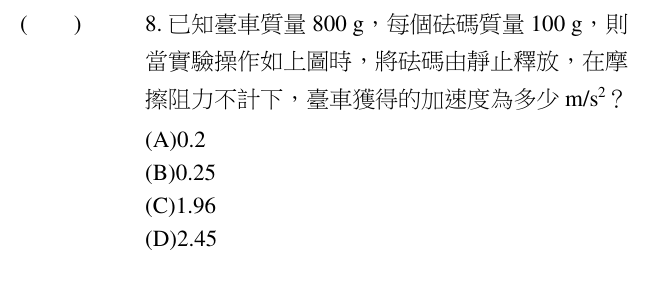 (　　) 8. 已知臺車質量 800 g，每個砝碼質量 100 g，則
當實驗操作如上圖時，將砝碼由靜止釋放，在摩
擦阻力不計下，臺車獲得的加速度為多少 m/s²？
(A)0.2
(B)0.25
(C)1.96
(D)2.45